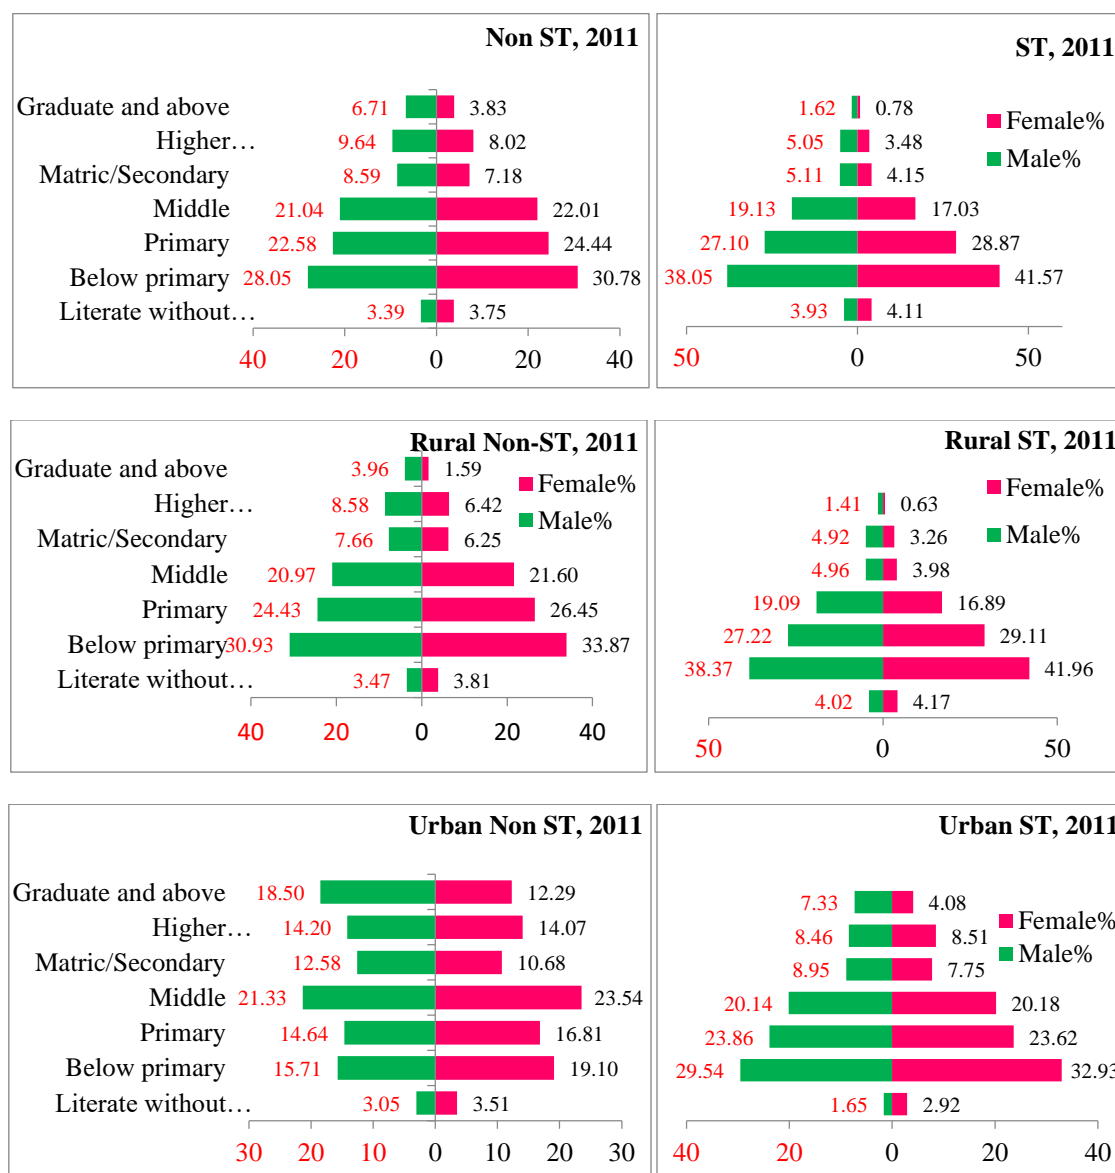 Non ST, 2011
Graduate and above 6.71 3.83
Higher… 9.64 8.02
Matric/Secondary 8.59 7.18
Middle 21.04 22.01
Primary 22.58 24.44
Below primary 28.05 30.78
Literate without… 3.39 3.75
40 20 0 20 40
ST, 2011
1.62 0.78
Female%
5.05 3.48
Male%
5.11 4.15
19.13 17.03
27.10 28.87
38.05 41.57
3.93 4.11
50 0 50
Rural Non-ST, 2011
Graduate and above 3.96 1.59
Female%
Higher… 8.58 6.42
Male%
Matric/Secondary 7.66 6.25
Middle 20.97 21.60
Primary 24.43 26.45
Below primary 30.93 33.87
Literate without… 3.47 3.81
40 20 0 20 40
Rural ST, 2011
Female%
1.41 0.63
Male%
4.92 3.26
4.96 3.98
19.09 16.89
27.22 29.11
38.37 41.96
4.02 4.17
50 0 50
Urban Non ST, 2011
Graduate and above 18.50 12.29
Higher… 14.20 14.07
Matric/Secondary 12.58 10.68
Middle 21.33 23.54
Primary 14.64 16.81
Below primary 15.71 19.10
Literate without… 3.05 3.51
30 20 10 0 10 20 30
Urban ST, 2011
7.33 4.08
Female%
8.46 8.51
Male%
8.95 7.75
20.14 20.18
23.86 23.62
29.54 32.93
1.65 2.92
40 20 0 20 40